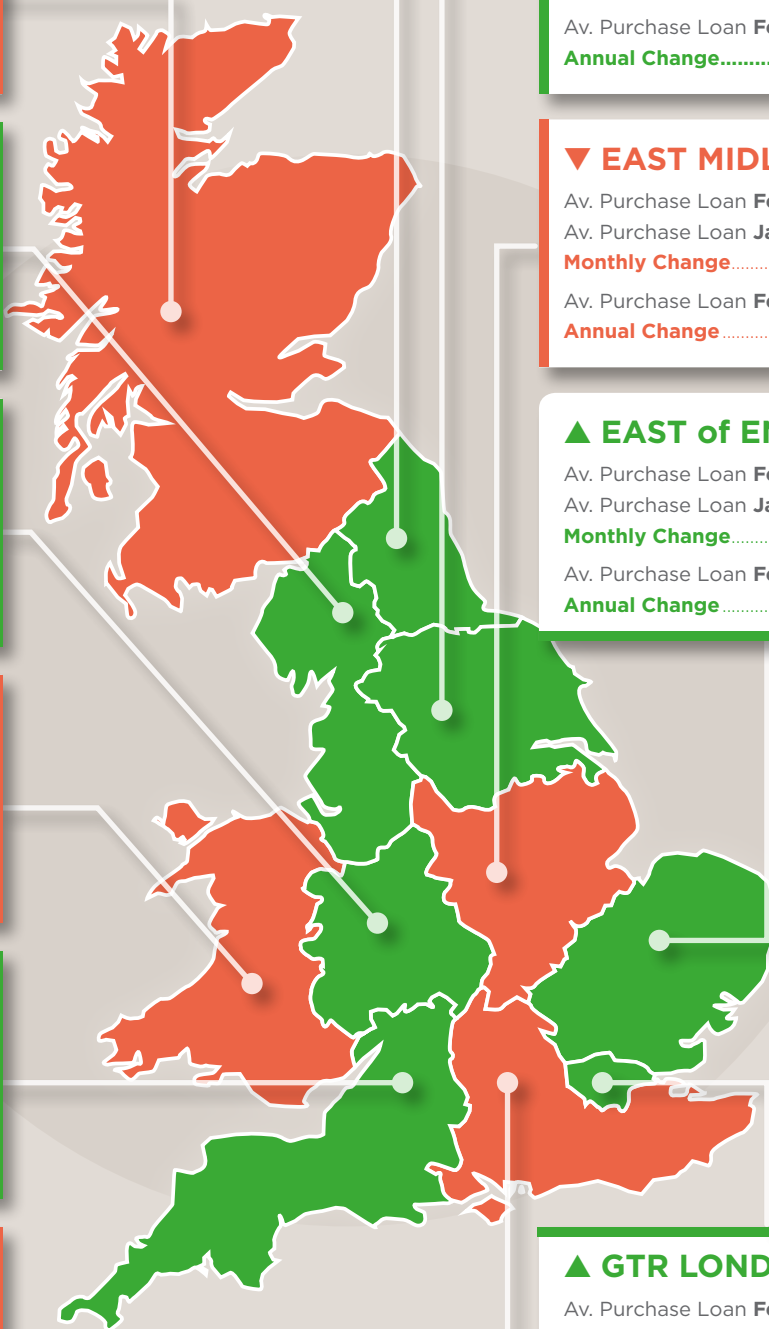 Av. Purchase Loan
Annual Change.........
▼ EAST
Av. Purchase Loan
Av. Purchase Loan
Monthly Change.........
Av. Purchase Loan
Annual Change.........
▲ EAST of
Av. Purchase Loan
Av. Purchase Loan
Monthly Change.........
Av. Purchase Loan
Annual Change.........
▲ GTR
Av. Purchase Loan